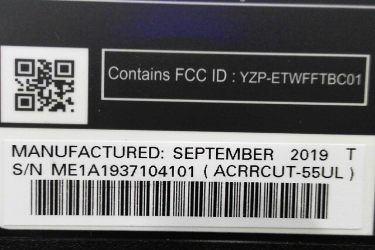 Contains FCC ID : YZP-ETWFFTBC01
MANUFACTURED: SEPTEMBER 2019 T
S/N ME1A1937104101 ( ACRRCUT-55UL )